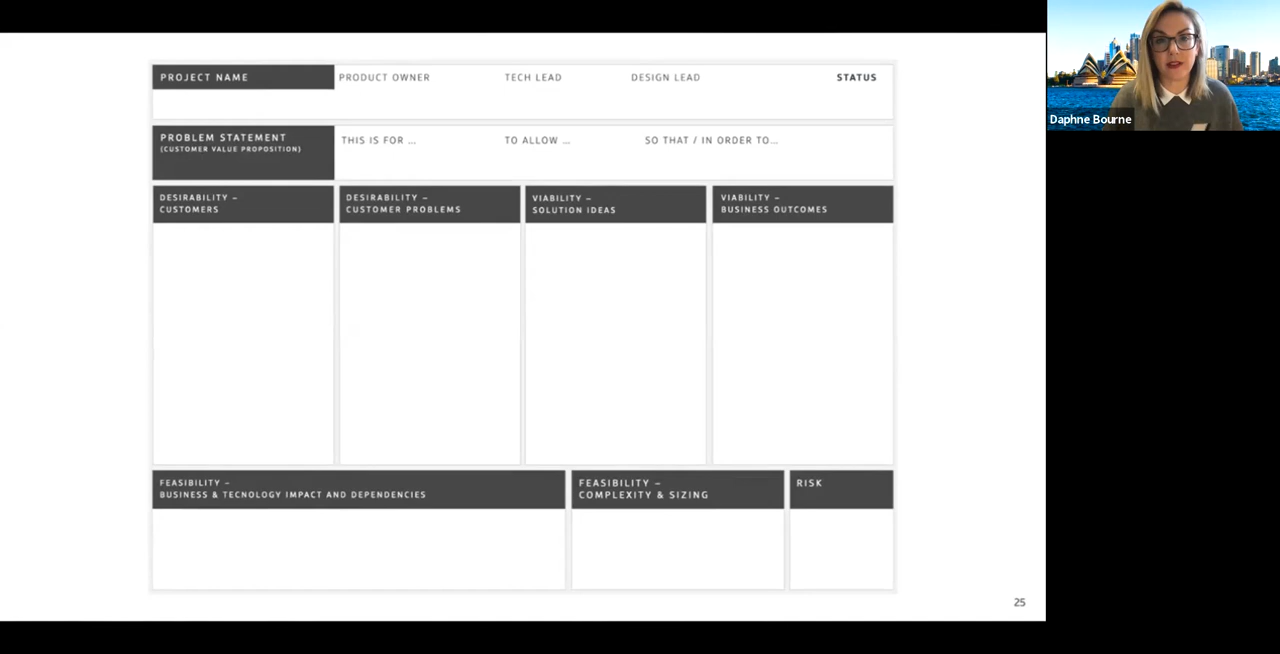 PROJECT NAME
PRODUCT OWNER
TECH LEAD
DESIGN LEAD
STATUS
PROBLEM STATEMENT
(CUSTOMER VALUE PROPOSITION)
THIS IS FOR ...
TO ALLOW ...
SO THAT / IN ORDER TO...
DESIRABILITY –
CUSTOMERS
DESIRABILITY –
CUSTOMER PROBLEMS
VIABILITY –
SOLUTION IDEAS
VIABILITY –
BUSINESS OUTCOMES
FEASIBILITY –
BUSINESS & TECNOLOGY IMPACT AND DEPENDENCIES
FEASIBILITY –
COMPLEXITY & SIZING
RISK
25
Daphne Bourne